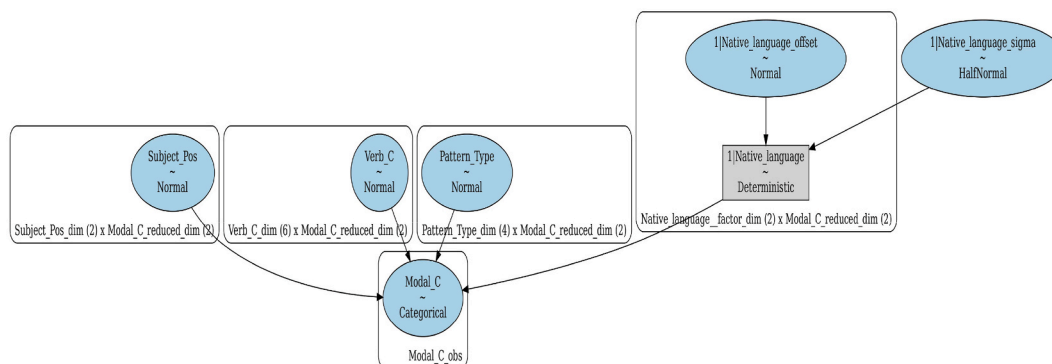 1|Native_language_offset
~
Normal
1|Native_language_sigma
~
HalfNormal
Subject_Pos
~
Normal
Verb_C
~
Normal
Pattern_Type
~
Normal
1|Native_language
~
Deterministic
Subject_Pos_dim (2) x Modal_C_reduced_dim (2)
Verb_C_dim (6) x Modal_C_reduced_dim (2)
Pattern_Type_dim (4) x Modal_C_reduced_dim (2)
Native_language__factor_dim (2) x Modal_C_reduced_dim (2)
Modal_C
~
Categorical
Modal_C_obs